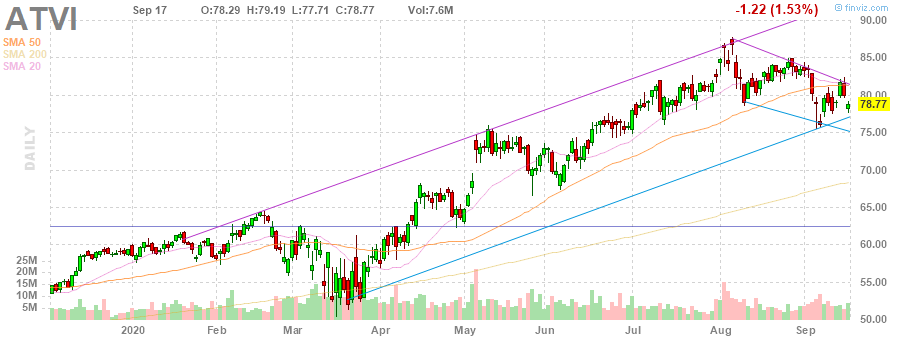 ATVI
Sep 17 O:78.29 H:79.19 L:77.71 C:78.77 Vol:7.6M -1.22 (1.53%)
© finviz.com
SMA 50
SMA 200
SMA 20
DAILY
90.00
85.00
80.00
78.77
75.00
70.00
65.00
60.00
55.00
50.00
25M
20M
15M
10M
5M
2020 Feb Mar Apr May Jun Jul Aug Sep